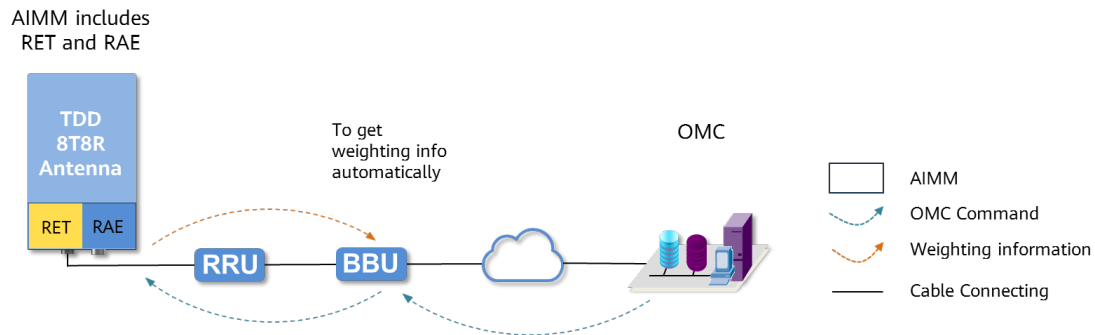 AIMM includes
RET and RAE
TDD
8T8R
Antenna
RET
RAE
To get
weighting info
automatically
RRU
BBU
OMC
AIMM
OMC Command
Weighting information
Cable Connecting